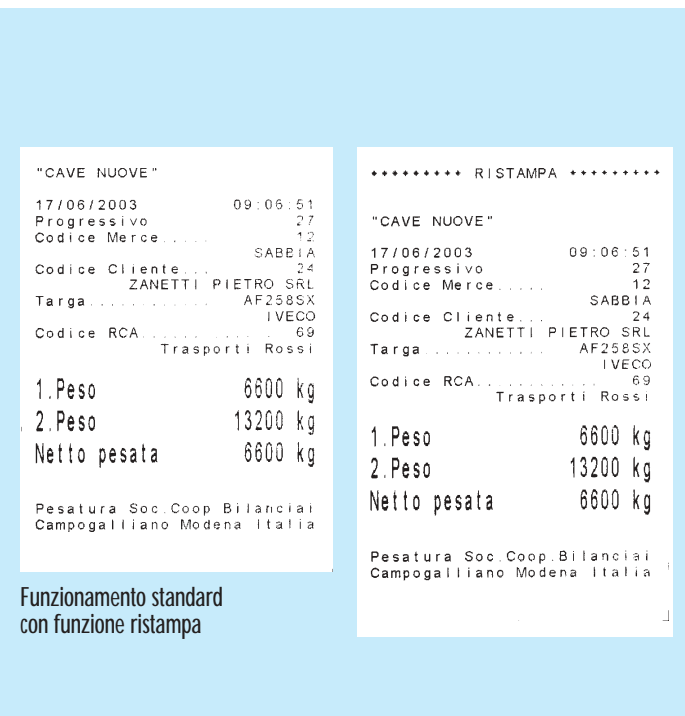 "CAVE NUOVE"
17/06/2003 09:06:51
Progressivo 27
Codice Merce..... 12
SABBIA
Codice Cliente... 24
ZANETTI PIETRO SRL
Targa............ AF258SX
IVECO
Codice RCA............ 69
Trasporti Rossi
1.Peso 6600 kg
2.Peso 13200 kg
Netto pesata 6600 kg
Pesatura Soc.Coop Bilanciai
Campogalliano Modena Italia
Funzionamento standard
con funzione ristampa
********* RISTAMPA *********
"CAVE NUOVE"
17/06/2003 09:06:51
Progressivo 27
Codice Merce..... 12
SABBIA
Codice Cliente... 24
ZANETTI PIETRO SRL
Targa............ AF258SX
IVECO
Codice RCA............ 69
Trasporti Rossi
1.Peso 6600 kg
2.Peso 13200 kg
Netto pesata 6600 kg
Pesatura Soc.Coop.Bilanciai
Campogalliano Modena Italia